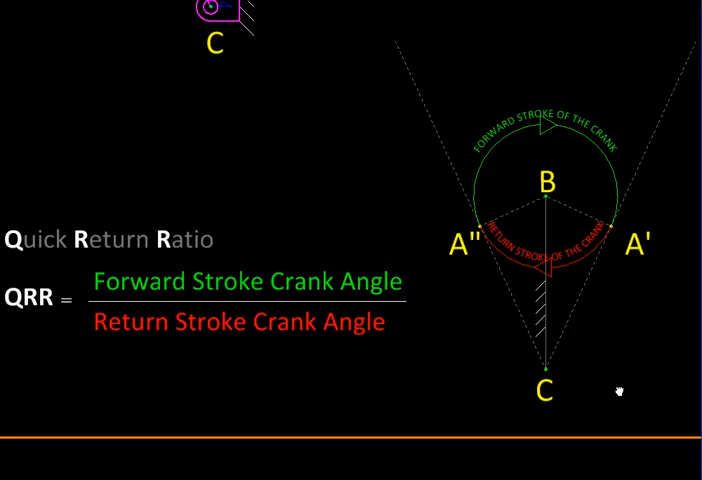 C
FORWARD STROKE OF THE CRANK
B
A"
A'
RETURN STROKE OF THE CRANK
Quick Return Ratio
QRR = Forward Stroke Crank Angle
Return Stroke Crank Angle
C